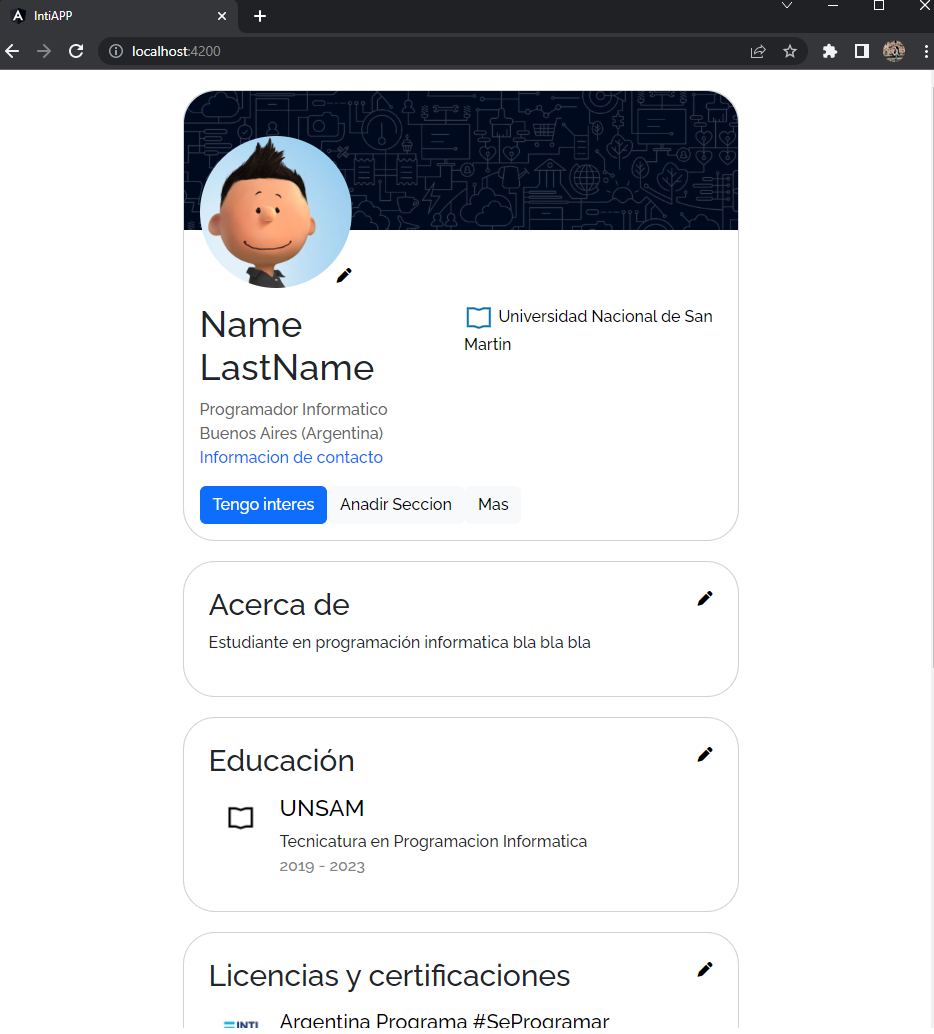 IntiAPP
localhost:4200
Name
LastName
Universidad Nacional de San
Martin
Programador Informatico
Buenos Aires (Argentina)
Informacion de contacto
Tengo interes Anadir Seccion Mas
Acerca de
Estudiante en programación informatica bla bla bla
Educación
UNSAM
Tecnicatura en Programacion Informatica
2019 - 2023
Licencias y certificaciones
INTI Argentina Programa #SeProgramar